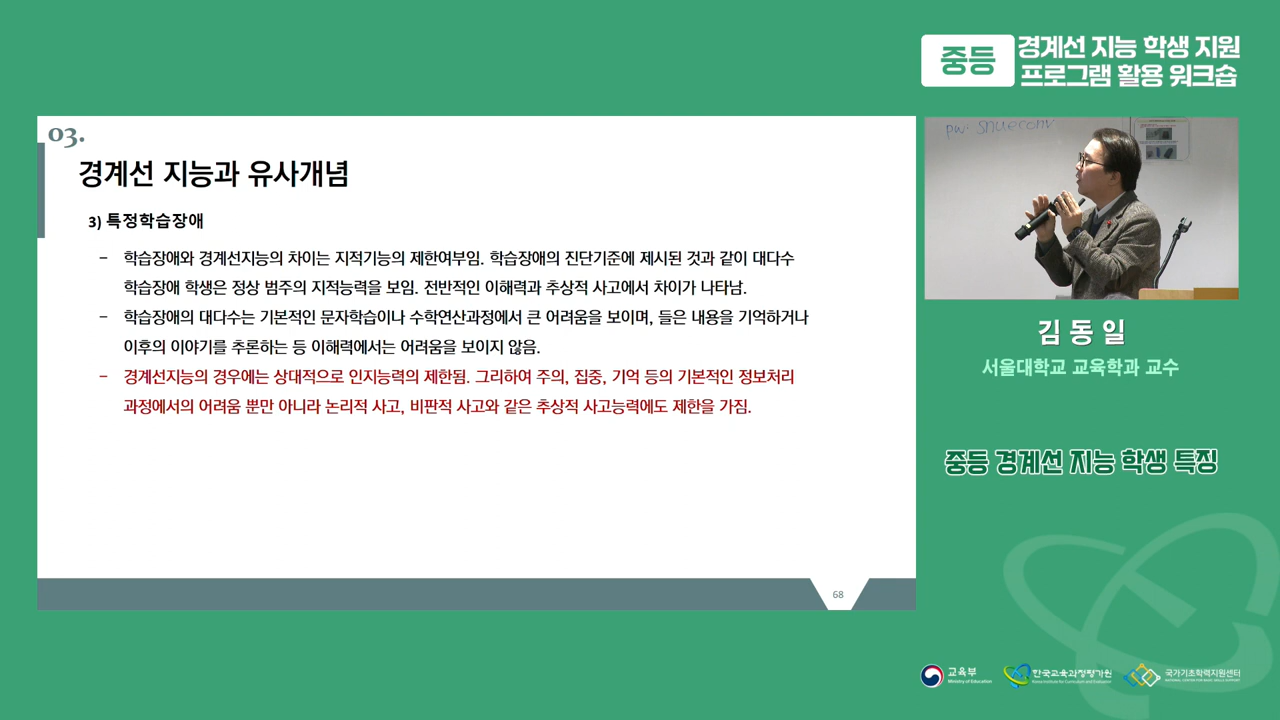 중등
경계선 지능 학생 지원
프로그램 활용 워크숍
03.
경계선 지능과 유사개념
3) 특정학습장애
- 학습장애와 경계선지능의 차이는 지적기능의 제한여부임. 학습장애의 진단기준에 제시된 것과 같이 대다수
학습장애 학생은 정상 범주의 지적능력을 보임. 전반적인 이해력과 추상적 사고에서 차이가 나타남.
- 학습장애의 대다수는 기본적인 문자학습이나 수학연산과정에서 큰 어려움을 보이며, 들은 내용을 기억하거나
이후의 이야기를 추론하는 등 이해력에서는 어려움을 보이지 않음.
- 경계선지능의 경우에는 상대적으로 인지능력의 제한됨. 그리하여 주의, 집중, 기억 등의 기본적인 정보처리
과정에서의 어려움 뿐만 아니라 논리적 사고, 비판적 사고와 같은 추상적 사고능력에도 제한을 가짐.
68
pw: snueconv
김동일
서울대학교 교육학과 교수
중등 경계선 지능 학생 특징
교육부
Ministry of Education
한국교육과정평가원
Korea Institute for Curriculum and Evaluation
국가기초학력지원센터
NATIONAL CENTER FOR BASIC SKILLS SUPPORT